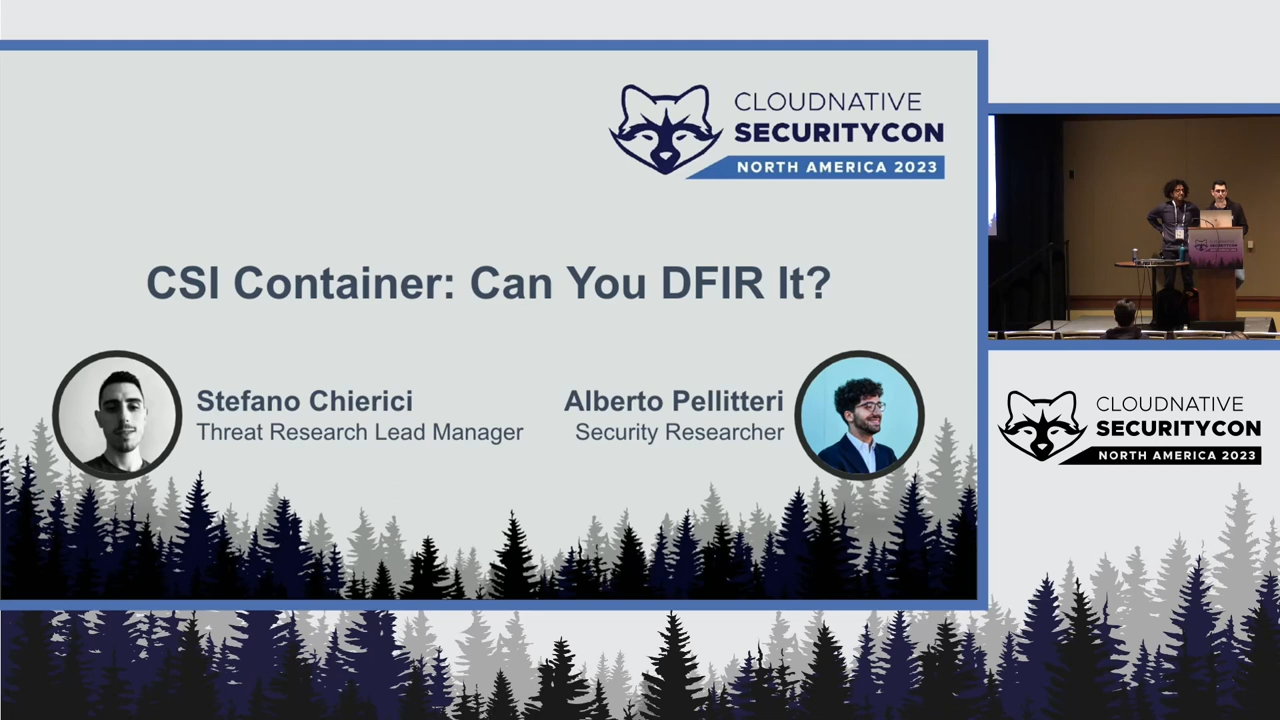 CLOUDNATIVE
SECURITYCON
NORTH AMERICA 2023
CSI Container: Can You DFIR It?
Stefano Chierici
Threat Research Lead Manager
Alberto Pellitteri
Security Researcher
CLOUDNATIVE
SECURITYCON
NORTH AMERICA 2023